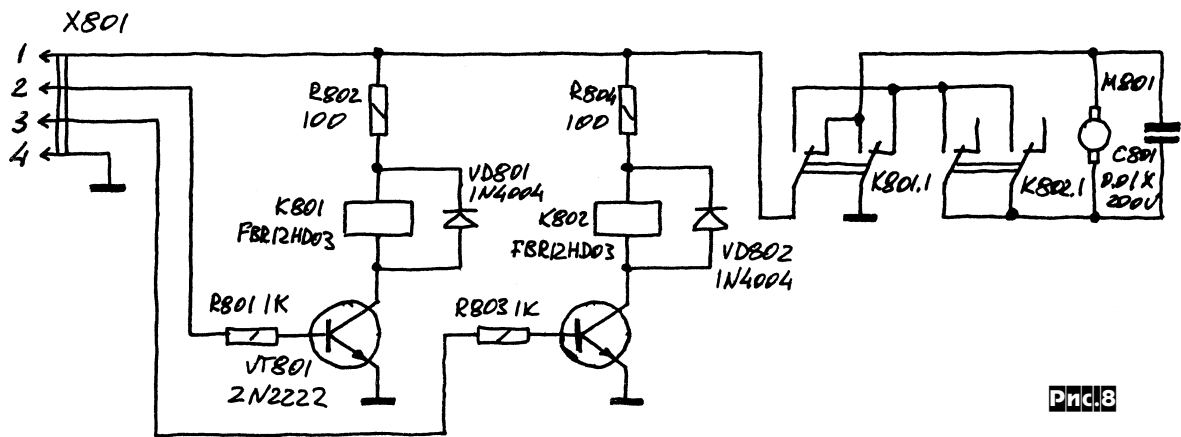 X801
1
2
3
4
R802
100
R804
100
VD801
1N4004
K801
FBR12HD03
K802
FBR12HD03
VD802
1N4004
R801 1K
R803 1K
VT801
2N2222
K801.1
K802.1
M801
C801
0.01X
200V
Рис.8